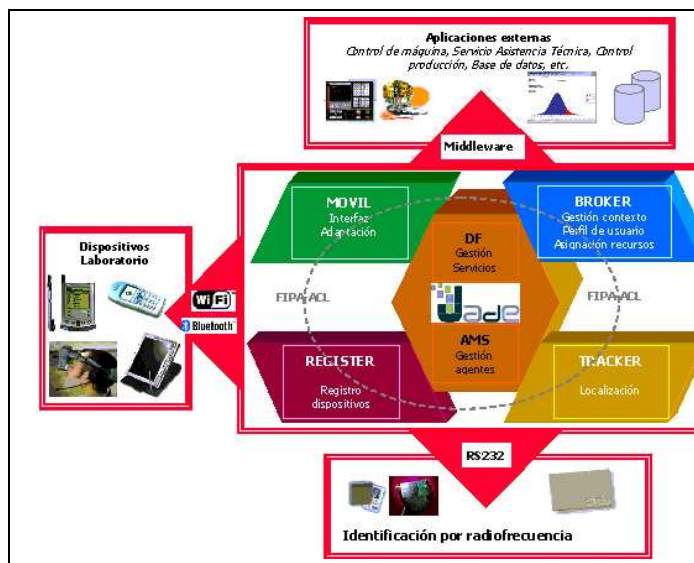 Aplicaciones externas
Control de máquina, Servicio Asistencia Técnica, Control
producción, Base de datos, etc.
Middleware
MOVIL
Interfaz
Adaptación
BROKER
Gestión contexto
Perfil de usuario
Asignación recursos
DF
Gestión
Servicios
Dispositivos
Laboratorio
WiFi
Bluetooth
FIPA-ACL
FIPA-ACL
Jade
AMS
Gestión
agentes
REGISTER
Registro
dispositivos
TRACKER
Localización
RS232
Identificación por radiofrecuencia